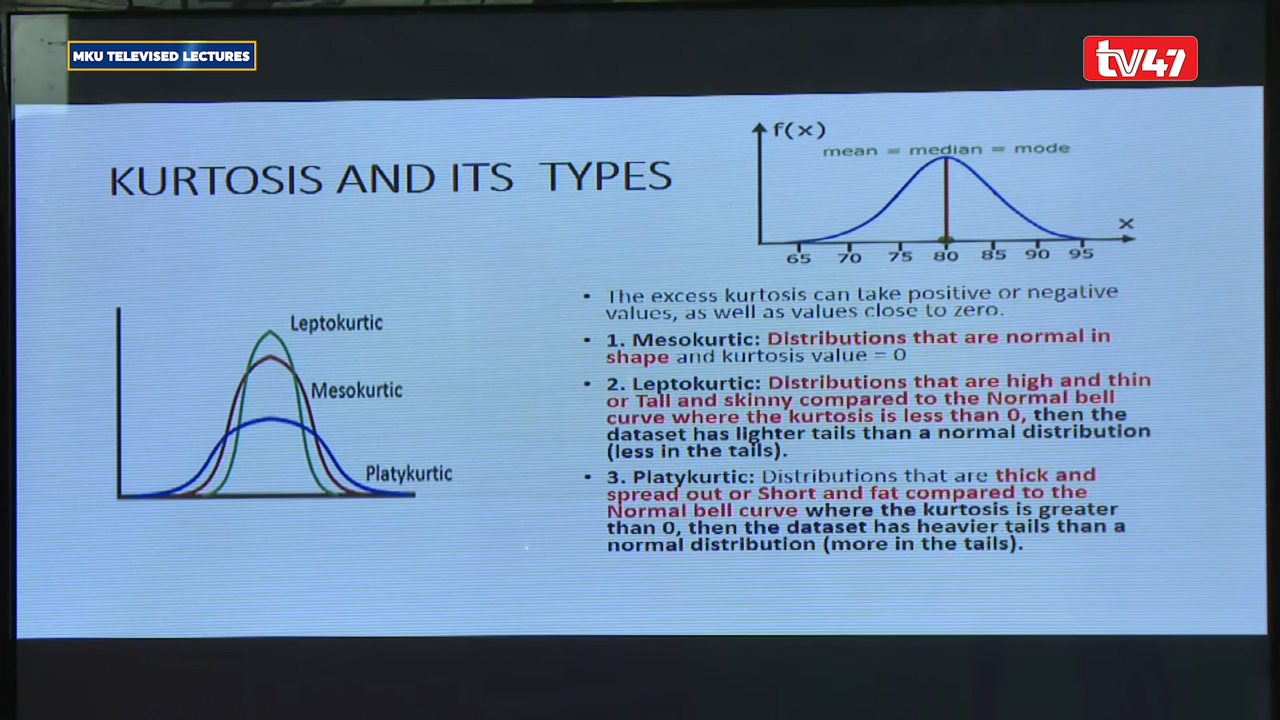 MKU TELEVISED LECTURES
tv47
KURTOSIS AND ITS TYPES
f(x)
mean = median = mode
x
65 70 75 80 85 90 95
Leptokurtic
Mesokurtic
Platykurtic
• The excess kurtosis can take positive or negative
values, as well as values close to zero.
• 1. Mesokurtic: Distributions that are normal in
shape and kurtosis value = 0
• 2. Leptokurtic: Distributions that are high and thin
or Tall and skinny compared to the Normal bell
curve where the kurtosis is less than 0, then the
dataset has lighter tails than a normal distribution
(less in the tails).
• 3. Platykurtic: Distributions that are thick and
spread out or Short and fat compared to the
Normal bell curve where the kurtosis is greater
than 0, then the dataset has heavier tails than a
normal distribution (more in the tails).